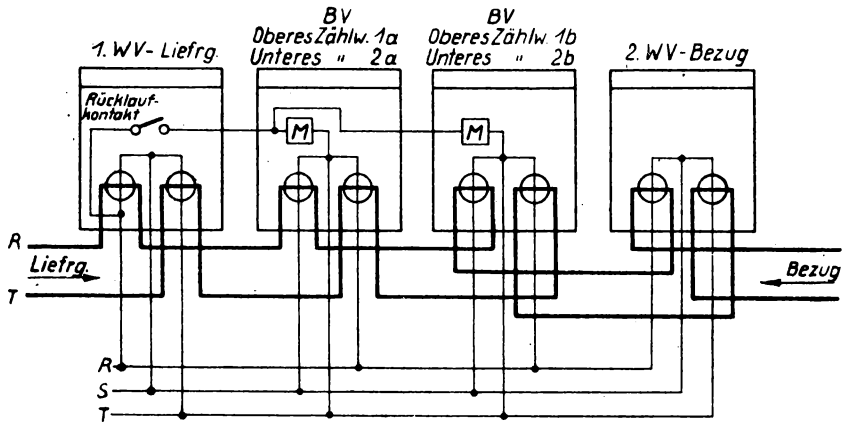 BV
BV
Oberes Zählw. 1a
Oberes Zählw. 1b
1. WV-Liefrg.
Unteres " 2a
Unteres " 2b
2. WV-Bezug
Rücklauf-
kontakt
M
M
R
Liefrg.
Bezug
T
R
S
T